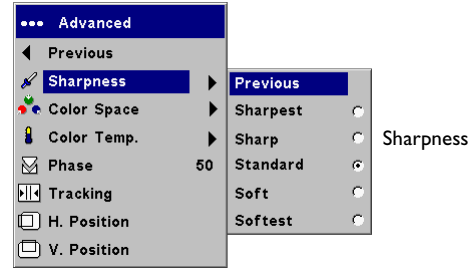 ••• Advanced
Previous
Sharpness
Color Space
Color Temp.
Phase 50
Tracking
H. Position
V. Position
Previous
Sharpest
Sharp
Standard
Soft
Softest
Sharpness